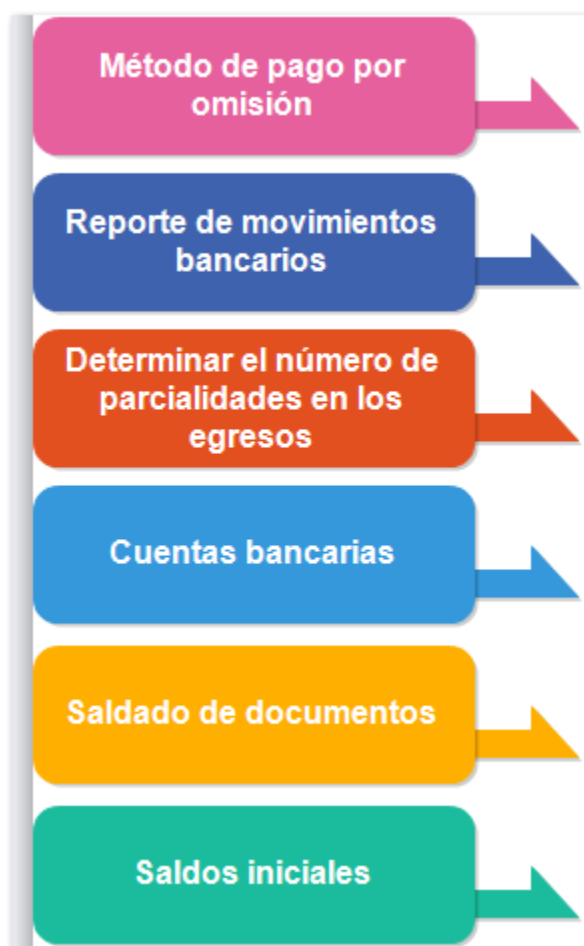 Método de pago por
omisión
Reporte de movimientos
bancarios
Determinar el número de
parcialidades en los
egresos
Cuentas bancarias
Saldado de documentos
Saldos iniciales